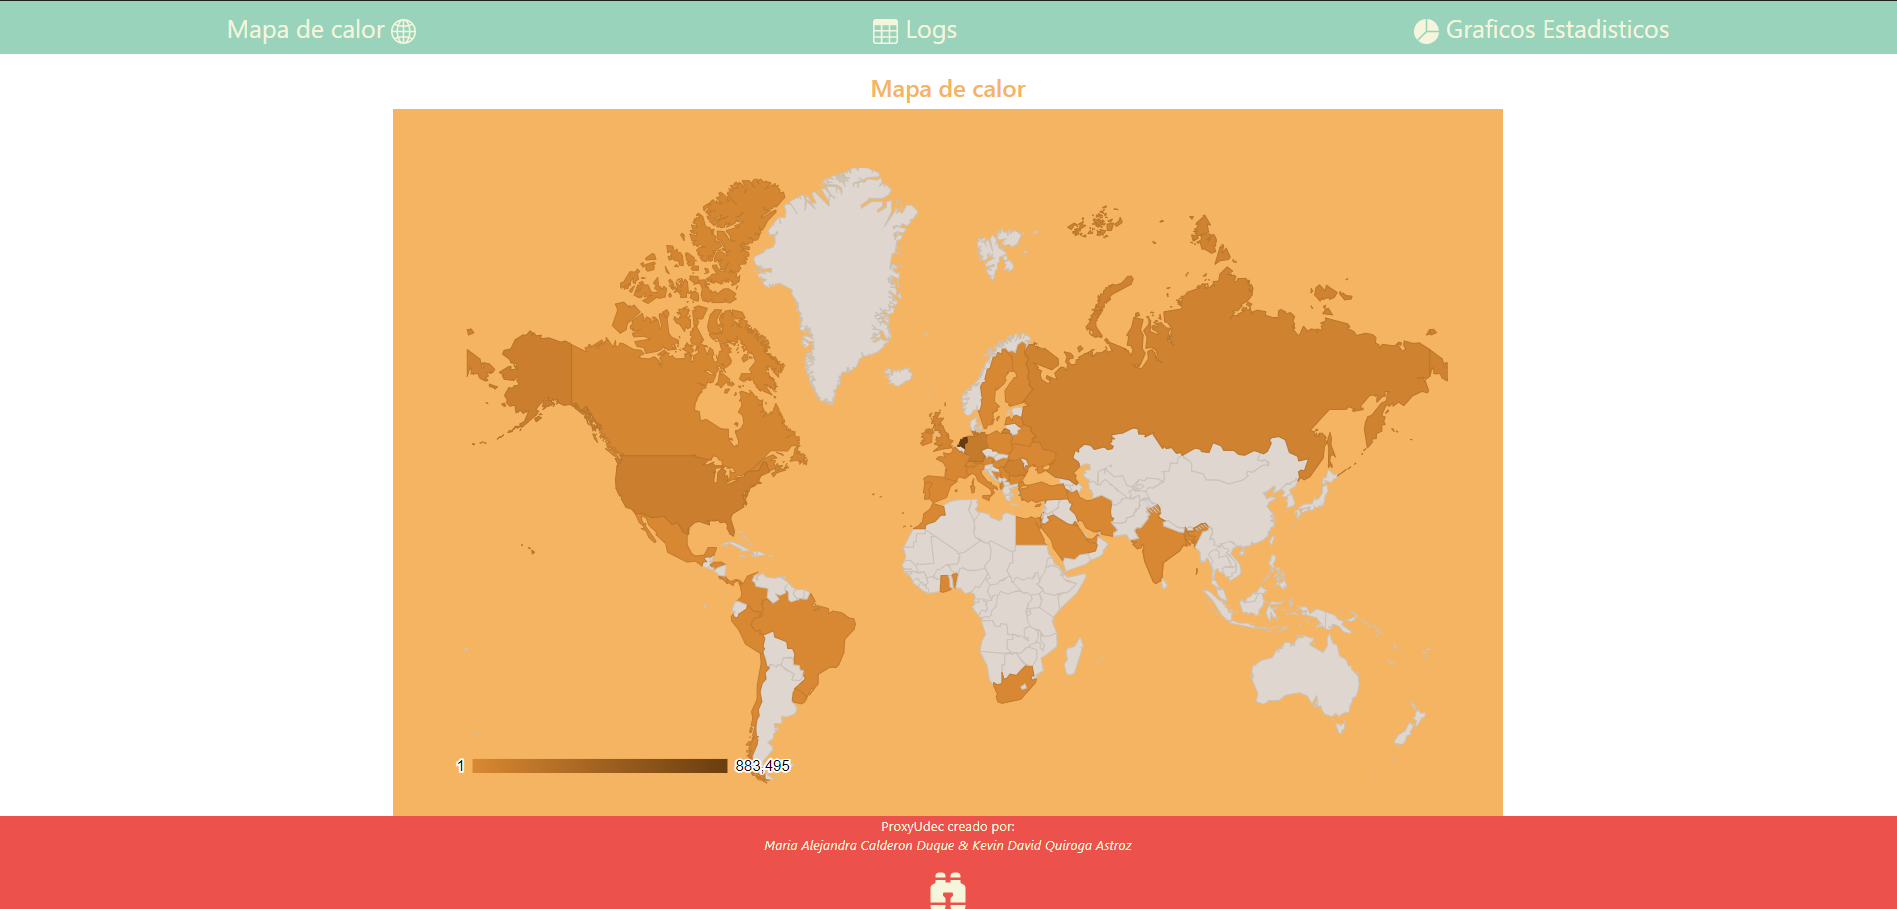 Mapa de calor
Logs
Graficos Estadisticos
Mapa de calor
1
883,495
ProxyUdec creado por:
Maria Alejandra Calderon Duque & Kevin David Quiroga Astroz